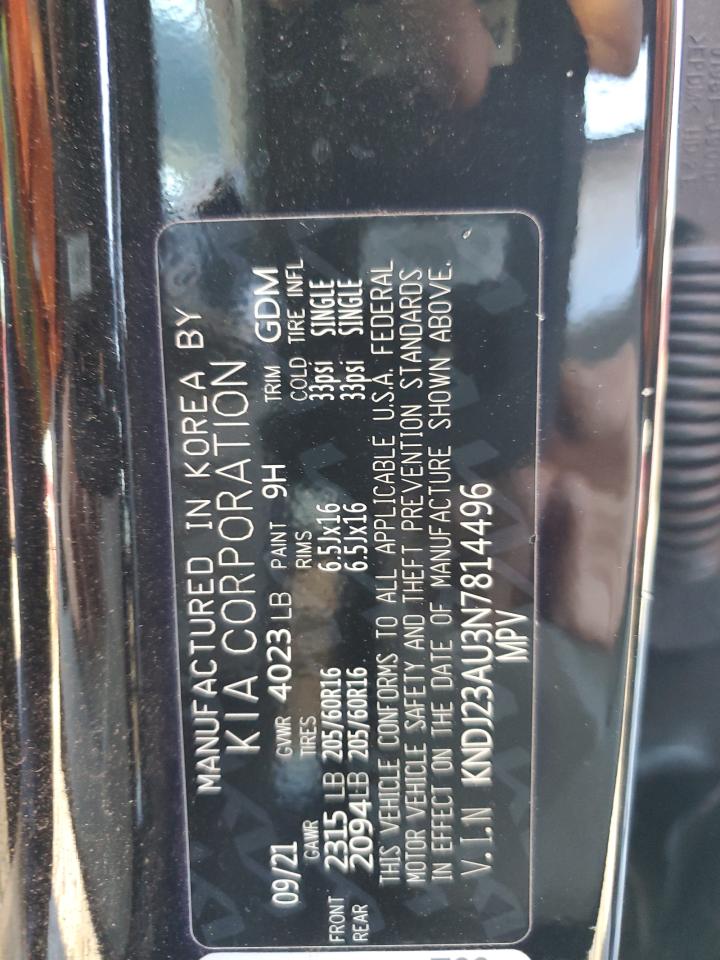 MANUFACTURED IN KOREA BY
KIA CORPORATION
09/21 GVWR 4023 LB PAINT 9H TRIM GDM
GAWR TIRES RIMS COLD TIRE INFL
FRONT 2315 LB 205/60R16 6.5Jx16 33psi SINGLE
REAR 2094 LB 205/60R16 6.5Jx16 33psi SINGLE
THIS VEHICLE CONFORMS TO ALL APPLICABLE U.S.A. FEDERAL
MOTOR VEHICLE SAFETY AND THEFT PREVENTION STANDARDS
IN EFFECT ON THE DATE OF MANUFACTURE SHOWN ABOVE.
V.I.N KNDJ23AU3N7814496
MPV